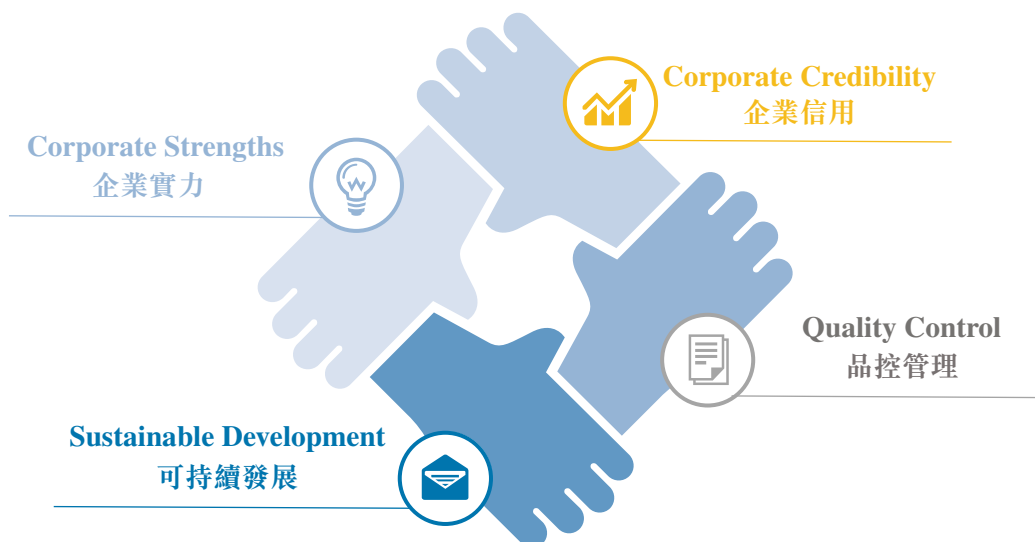 Corporate Credibility
企業信用
Corporate Strengths
企業實力
Quality Control
品控管理
Sustainable Development
可持續發展